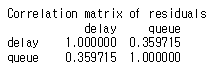 Correlation matrix of residuals
delay queue
delay 1.000000 0.359715
queue 0.359715 1.000000